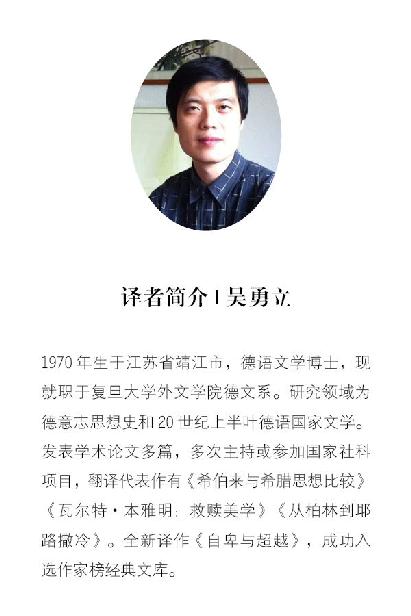 译者简介 | 吴勇立
1970年生于江苏省靖江市，德语文学博士，现
就职于复旦大学外文学院德文系。研究领域为
德意志思想史和20世纪上半叶德语国家文学。
发表学术论文多篇，多次主持或参加国家社科
项目，翻译代表作有《希伯来与希腊思想比较》
《瓦尔特·本雅明：救赎美学》《从柏林到耶
路撒冷》。全新译作《自卑与超越》，成功入
选作家榜经典文库。